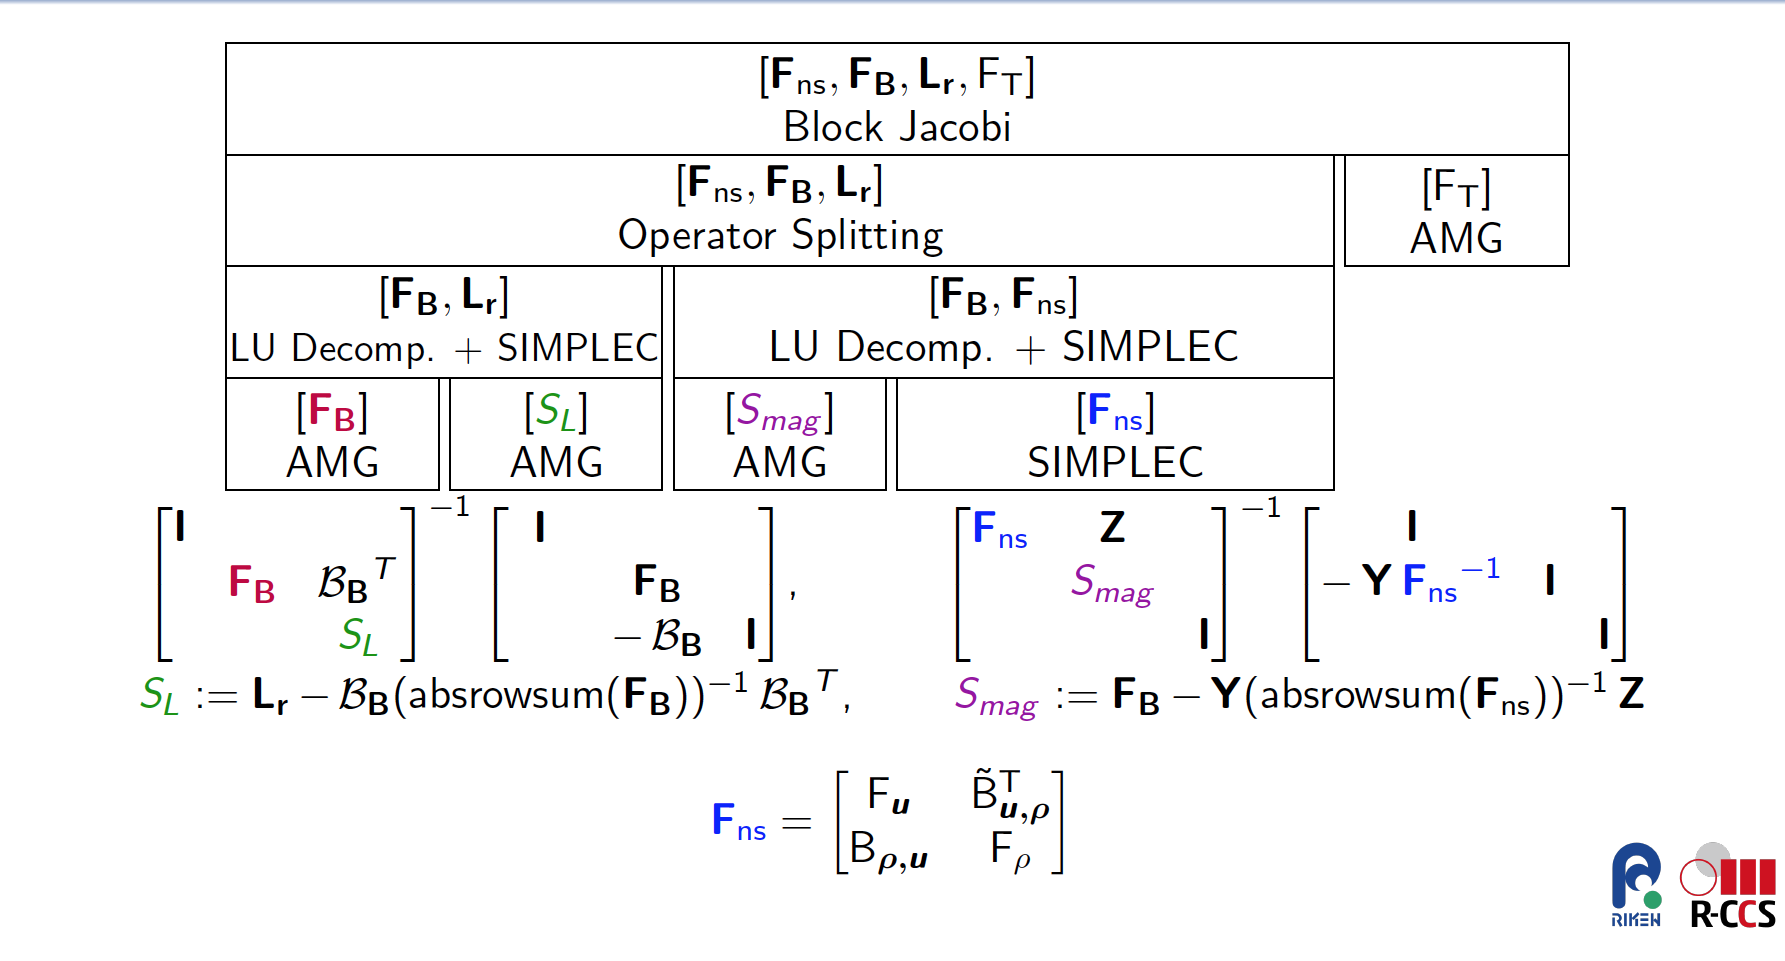 [F_ns, F_B, L_r, F_T]
Block Jacobi
[F_ns, F_B, L_r]
Operator Splitting
[F_T]
AMG
[F_B, L_r]
LU Decomp. + SIMPLEC
[F_B, F_ns]
LU Decomp. + SIMPLEC
[F_B]
AMG
[S_L]
AMG
[S_mag]
AMG
[F_ns]
SIMPLEC
[I
F_B ℬ_B^T
S_L]^−1
[I
F_B
−ℬ_B I],
[F_ns Z
S_mag
I]^−1
[I
−Y F_ns^−1 I
I]
S_L := L_r − ℬ_B(absrowsum(F_B))^−1 ℬ_B^T,
S_mag := F_B − Y(absrowsum(F_ns))^−1 Z
F_ns = [F_u B̃^T_u,ρ
B_ρ,u F_ρ]
RIKEN
R-CCS